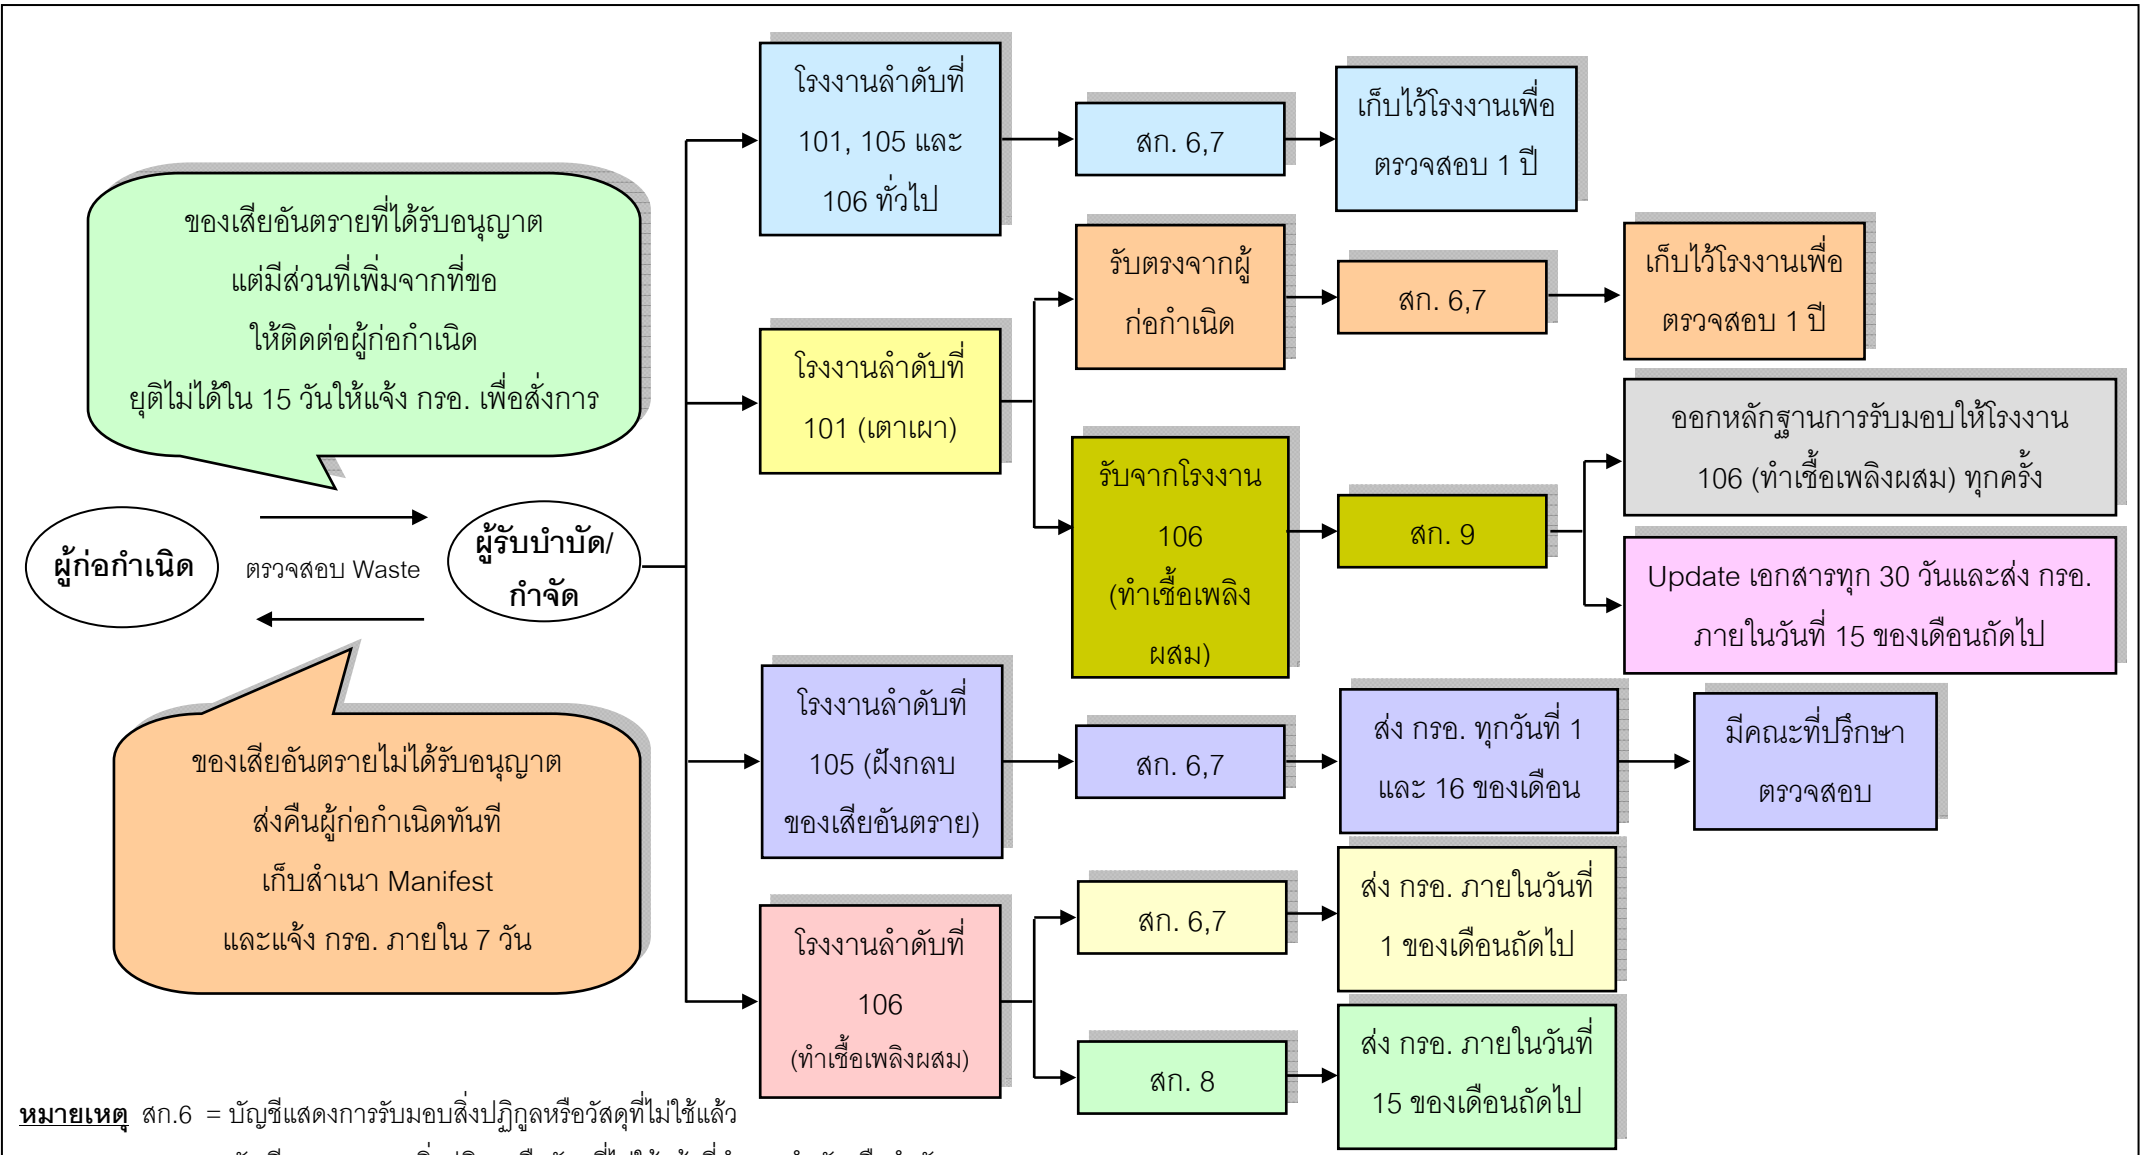 โรงงานลำดับที่
101, 105 และ
106 ทั่วไป
สก. 6,7
เก็บไว้โรงงานเพื่อ
ตรวจสอบ 1 ปี
ของเสียอันตรายที่ได้รับอนุญาต
แต่มีส่วนที่เพิ่มจากที่ขอ
ให้ติดต่อผู้ก่อกำเนิด
ยุติไม่ได้ใน 15 วันให้แจ้ง กรอ. เพื่อสั่งการ
รับตรงจากผู้
ก่อกำเนิด
สก. 6,7
เก็บไว้โรงงานเพื่อ
ตรวจสอบ 1 ปี
โรงงานลำดับที่
101 (เตาเผา)
รับจากโรงงาน
106
(ทำเชื้อเพลิง
ผสม)
สก. 9
ออกหลักฐานการรับมอบให้โรงงาน
106 (ทำเชื้อเพลิงผสม) ทุกครั้ง
Update เอกสารทุก 30 วันและส่ง กรอ.
ภายในวันที่ 15 ของเดือนถัดไป
ผู้ก่อกำเนิด
ตรวจสอบ Waste
ผู้รับบำบัด/
กำจัด
ของเสียอันตรายไม่ได้รับอนุญาต
ส่งคืนผู้ก่อกำเนิดทันที
เก็บสำเนา Manifest
และแจ้ง กรอ. ภายใน 7 วัน
โรงงานลำดับที่
105 (ฝังกลบ
ของเสียอันตราย)
สก. 6,7
ส่ง กรอ. ทุกวันที่ 1
และ 16 ของเดือน
มีคณะที่ปรึกษา
ตรวจสอบ
โรงงานลำดับที่
106
(ทำเชื้อเพลิงผสม)
สก. 6,7
ส่ง กรอ. ภายในวันที่
1 ของเดือนถัดไป
สก. 8
ส่ง กรอ. ภายในวันที่
15 ของเดือนถัดไป
หมายเหตุ สก.6 = บัญชีแสดงการรับมอบสิ่งปฏิกูลหรือวัสดุที่ไม่ใช้แล้ว